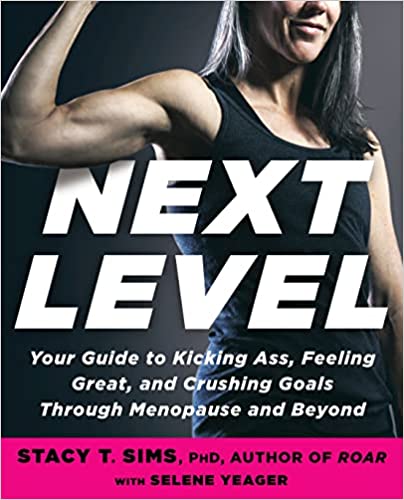 NEXT
LEVEL
Your Guide to Kicking Ass, Feeling
Great, and Crushing Goals
Through Menopause and Beyond
STACY T. SIMS, PhD, AUTHOR OF ROAR
WITH SELENE YEAGER